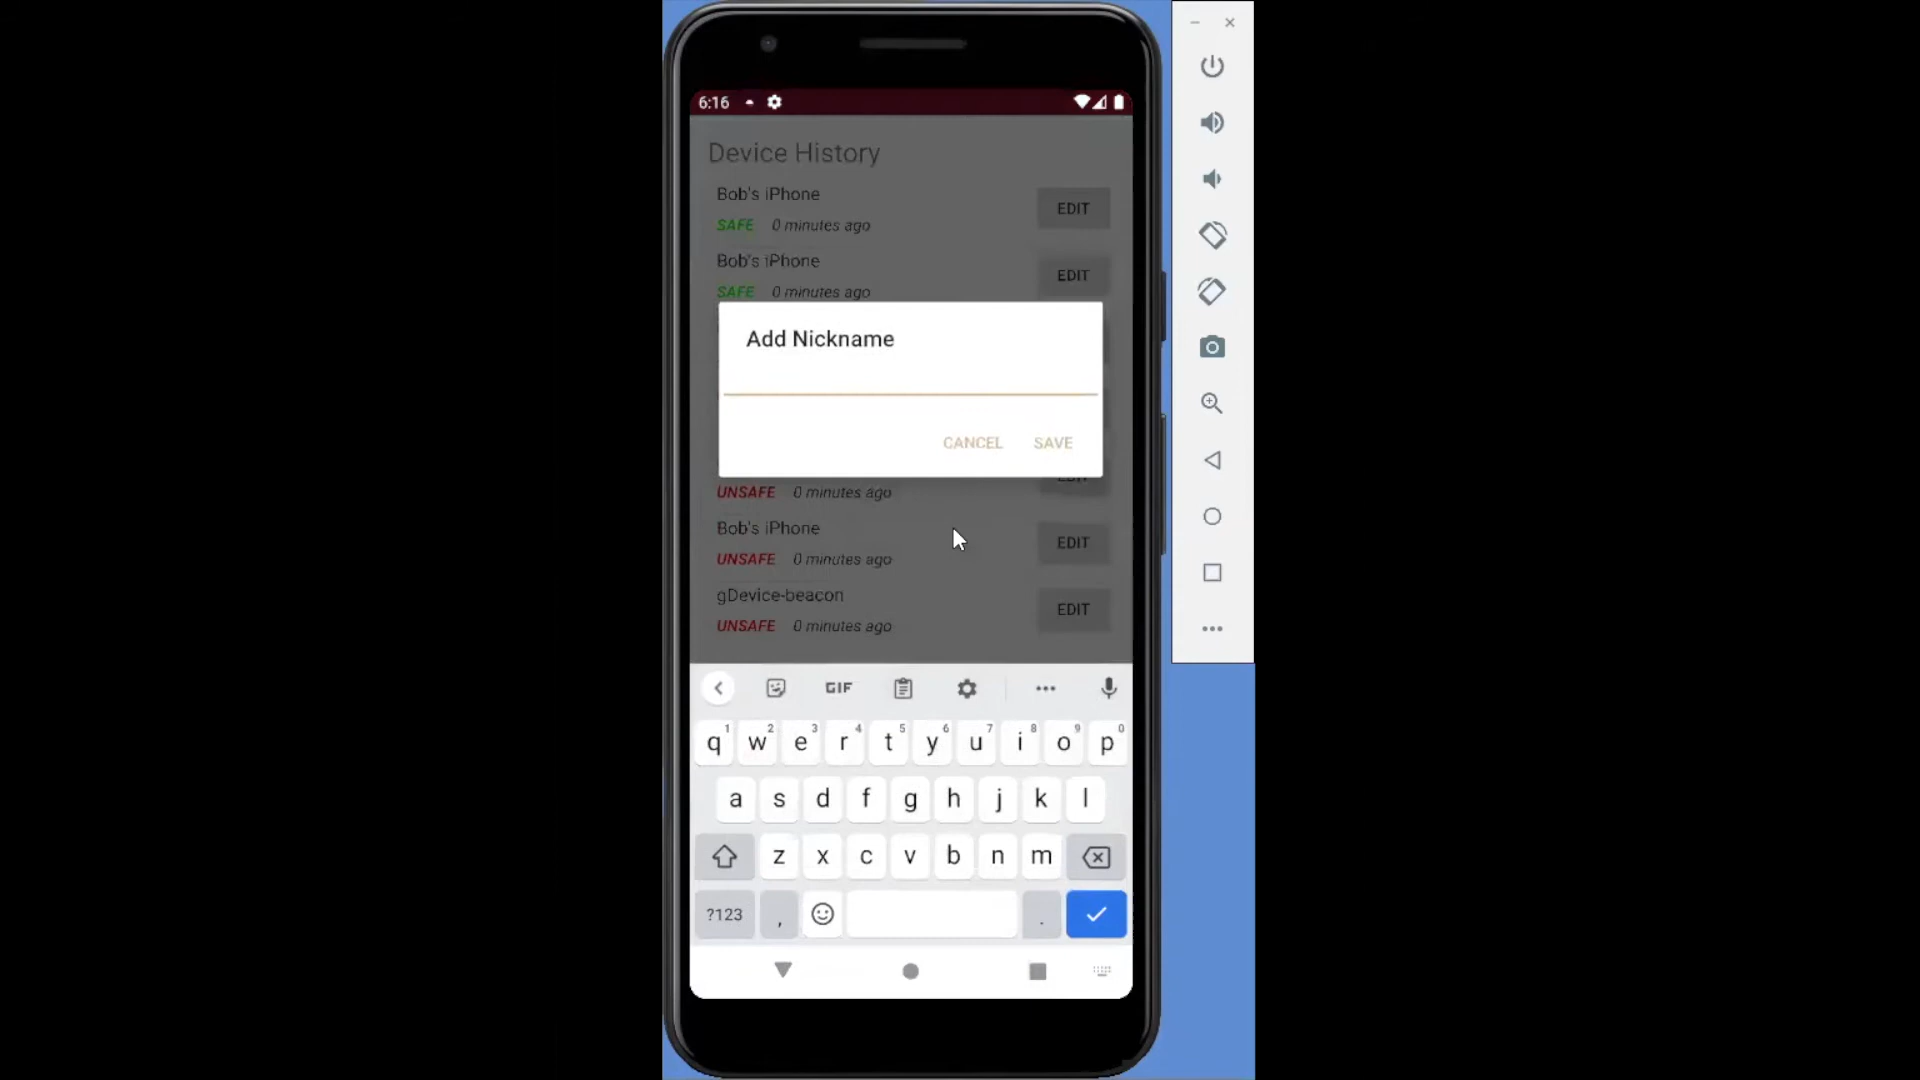 6:16
Device History
Bob's iPhone
EDIT
SAFE 0 minutes ago
Bob's iPhone
EDIT
SAFE 0 minutes ago
Add Nickname
CANCEL SAVE
UNSAFE 0 minutes ago
Bob's iPhone
EDIT
UNSAFE 0 minutes ago
gDevice-beacon
EDIT
UNSAFE 0 minutes ago
GIF
1 2 3 4 5 6 7 8 9 0
q w e r t y u i o p
a s d f g h j k l
z x c v b n m
?123 , .